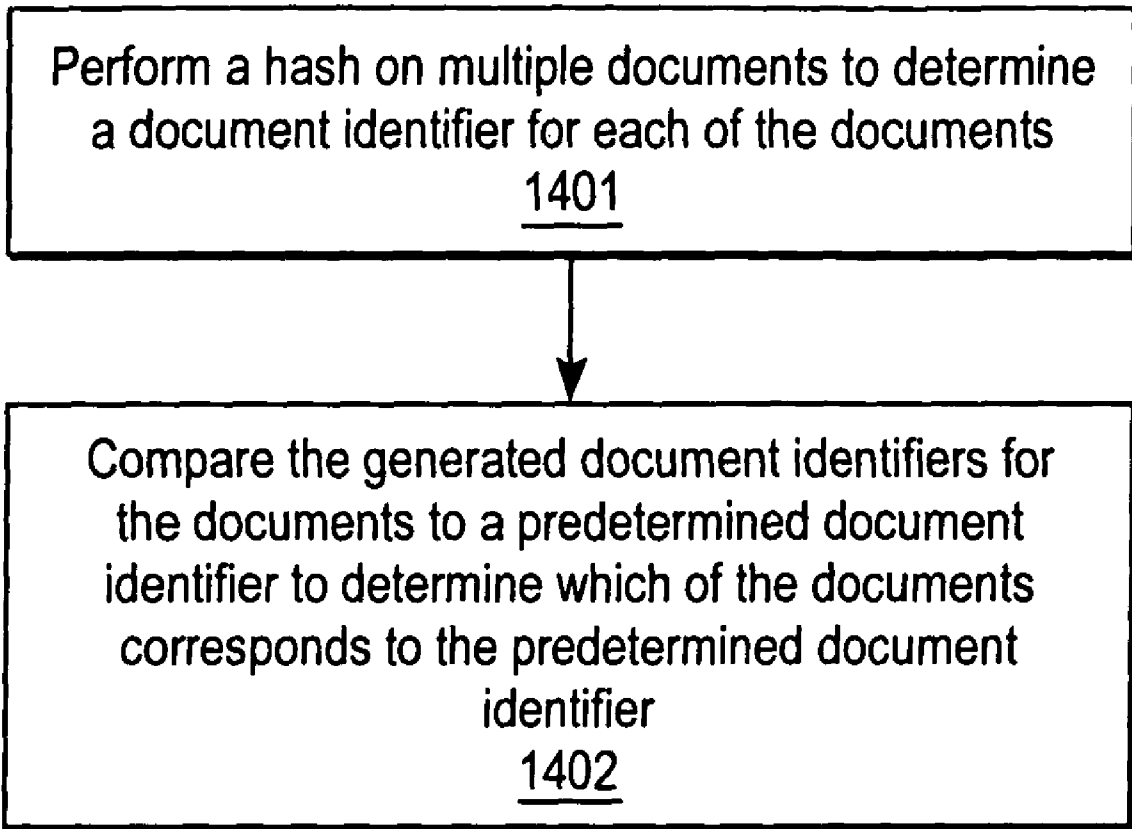 Perform a hash on multiple documents to determine
a document identifier for each of the documents
1401
Compare the generated document identifiers for
the documents to a predetermined document
identifier to determine which of the documents
corresponds to the predetermined document
identifier
1402